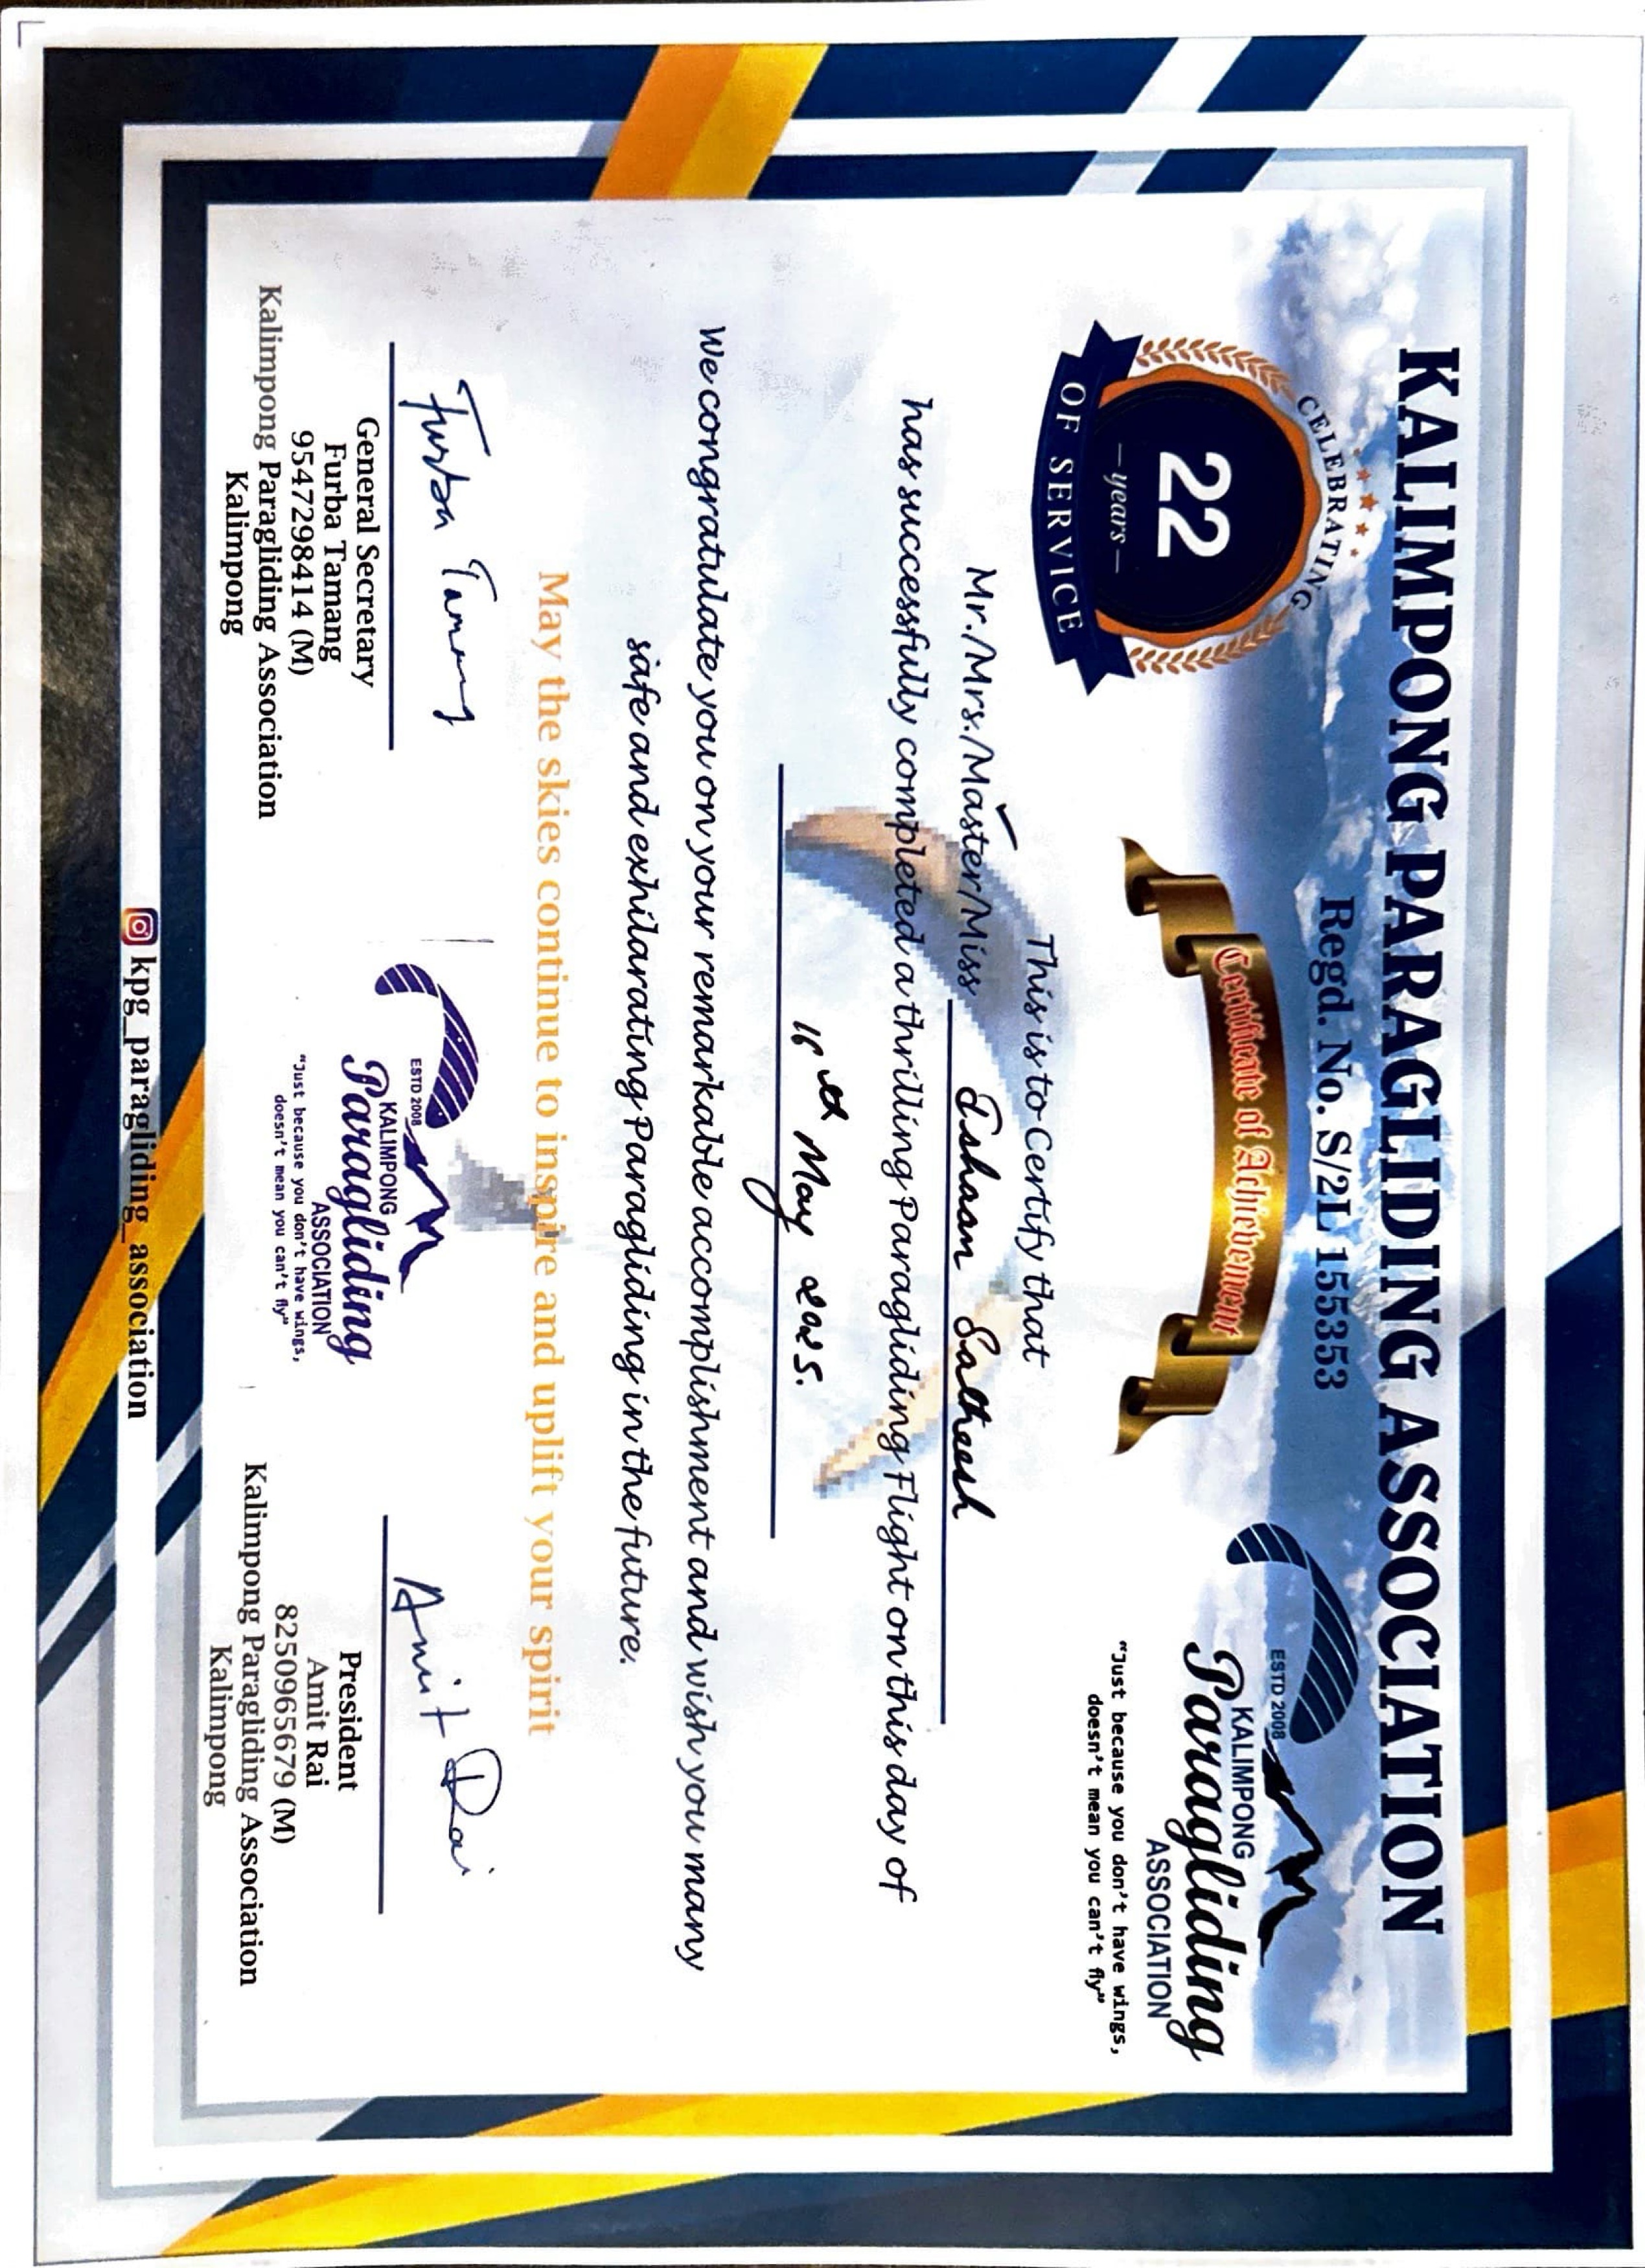 KALIMPONG PARAGLIDING ASSOCIATION
Regd. No. S/2L 155353
CELEBRATING
22
years
OF SERVICE
Certificate of Achievement
ESTD 2008
KALIMPONG
Paragliding
ASSOCIATION
"Just because you don't have wings,
doesn't mean you can't fly"
This is to Certify that
Mr./Mrs./Master/Miss Ishaan Satheesh
has successfully completed a thrilling Paragliding Flight on this day of
16th May 2025.
We congratulate you on your remarkable accomplishment and wish you many
safe and exhilarating Paragliding in the future.
May the skies continue to inspire and uplift your spirit
Furba Tamang
General Secretary
Furba Tamang
9547298414 (M)
Kalimpong Paragliding Association
Kalimpong
ESTD 2008
KALIMPONG
Paragliding
ASSOCIATION
"Just because you don't have wings,
doesn't mean you can't fly"
Amit Rai
President
Amit Rai
8250965679 (M)
Kalimpong Paragliding Association
Kalimpong
kpg_paragliding_association